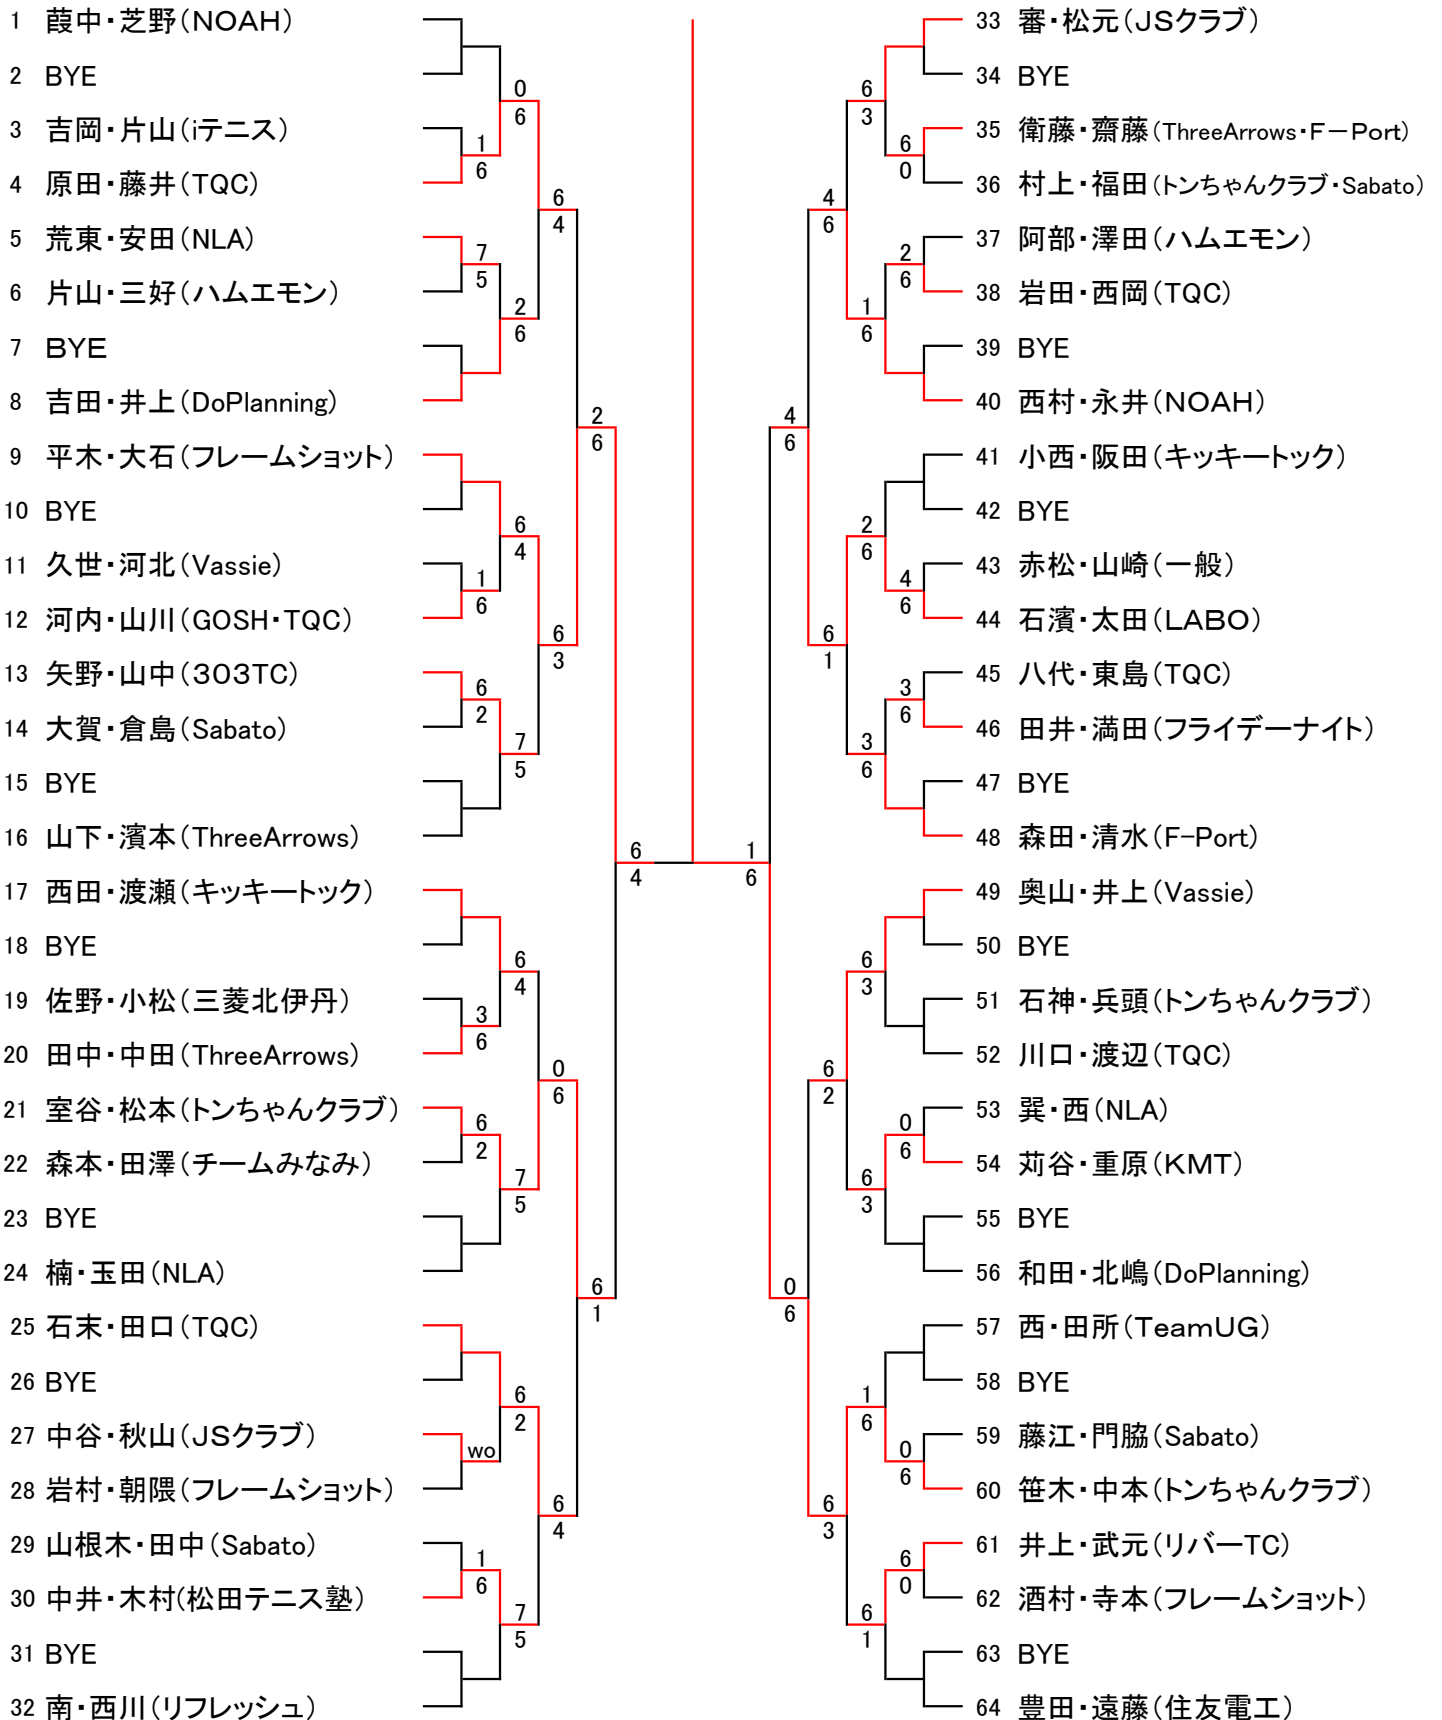 1 葭中・芝野(NOAH)
2 BYE
3 吉岡・片山(iテニス)
4 原田・藤井(TQC)
5 荒東・安田(NLA)
6 片山・三好(ハムエモン)
7 BYE
8 吉田・井上(DoPlanning)
9 平木・大石(フレームショット)
10 BYE
11 久世・河北(Vassie)
12 河内・山川(GOSH・TQC)
13 矢野・山中(303TC)
14 大賀・倉島(Sabato)
15 BYE
16 山下・濱本(ThreeArrows)
17 西田・渡瀬(キッキートック)
18 BYE
19 佐野・小松(三菱北伊丹)
20 田中・中田(ThreeArrows)
21 室谷・松本(トンちゃんクラブ)
22 森本・田澤(チームみなみ)
23 BYE
24 楠・玉田(NLA)
25 石末・田口(TQC)
26 BYE
27 中谷・秋山(JSクラブ)
28 岩村・朝隈(フレームショット)
29 山根木・田中(Sabato)
30 中井・木村(松田テニス塾)
31 BYE
32 南・西川(リフレッシュ)
1
6
7
5
1
6
6
2
3
6
6
2
wo
1
6
0
6
2
6
6
4
7
5
6
4
7
5
6
2
7
5
6
4
6
3
0
6
6
4
2
6
6
1
6
4
1
6
4
6
0
6
4
6
6
1
6
2
6
3
6
3
1
6
2
6
3
6
6
3
6
3
1
6
6
1
6
0
2
6
4
6
3
6
0
6
0
6
6
0
33 審・松元(JSクラブ)
34 BYE
35 衛藤・齋藤(ThreeArrows・F－Port)
36 村上・福田(トンちゃんクラブ・Sabato)
37 阿部・澤田(ハムエモン)
38 岩田・西岡(TQC)
39 BYE
40 西村・永井(NOAH)
41 小西・阪田(キッキートック)
42 BYE
43 赤松・山崎(一般)
44 石濱・太田(LABO)
45 八代・東島(TQC)
46 田井・満田(フライデーナイト)
47 BYE
48 森田・清水(F-Port)
49 奥山・井上(Vassie)
50 BYE
51 石神・兵頭(トンちゃんクラブ)
52 川口・渡辺(TQC)
53 巽・西(NLA)
54 苅谷・重原(KMT)
55 BYE
56 和田・北嶋(DoPlanning)
57 西・田所(TeamUG)
58 BYE
59 藤江・門脇(Sabato)
60 笹木・中本(トンちゃんクラブ)
61 井上・武元(リバーTC)
62 酒村・寺本(フレームショット)
63 BYE
64 豊田・遠藤(住友電工)